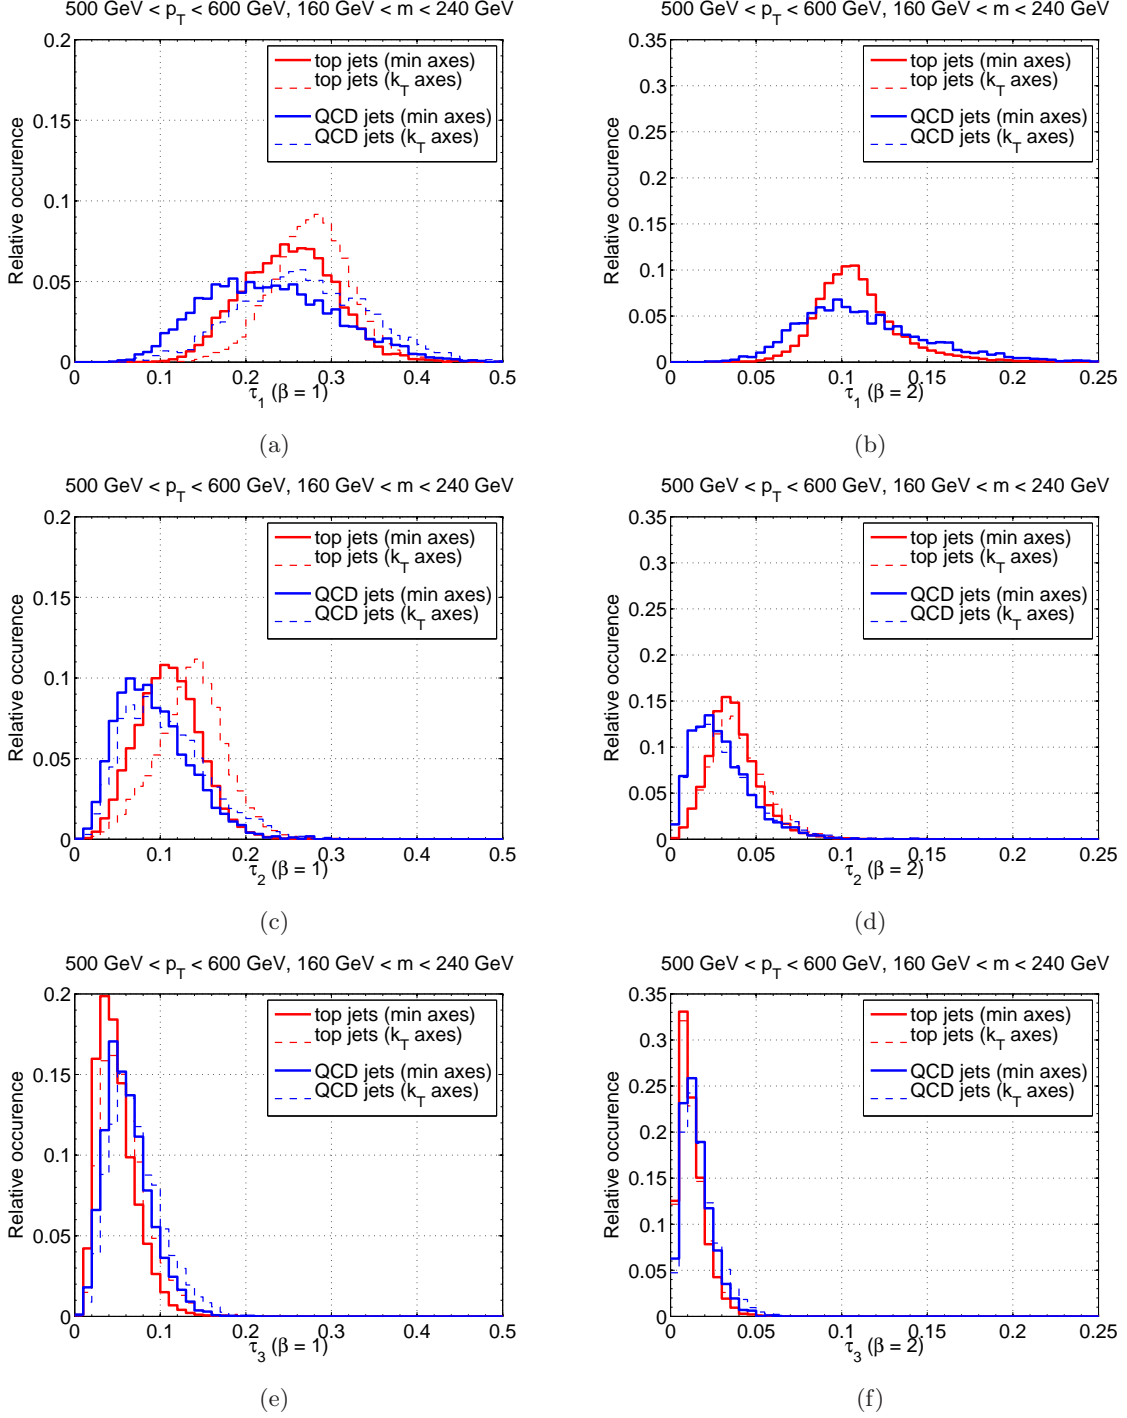 500 GeV < p_T < 600 GeV, 160 GeV < m < 240 GeV
0.2
0.15
0.1
0.05
0
Relative occurence
top jets (min axes)
top jets (k_T axes)
QCD jets (min axes)
QCD jets (k_T axes)
0 0.1 0.2 0.3 0.4 0.5
τ_1 (β = 1)
(a)
500 GeV < p_T < 600 GeV, 160 GeV < m < 240 GeV
0.35
0.3
0.25
0.2
0.15
0.1
0.05
0
Relative occurence
top jets (min axes)
top jets (k_T axes)
QCD jets (min axes)
QCD jets (k_T axes)
0 0.05 0.1 0.15 0.2 0.25
τ_1 (β = 2)
(b)
500 GeV < p_T < 600 GeV, 160 GeV < m < 240 GeV
0.2
0.15
0.1
0.05
0
Relative occurence
top jets (min axes)
top jets (k_T axes)
QCD jets (min axes)
QCD jets (k_T axes)
0 0.1 0.2 0.3 0.4 0.5
τ_2 (β = 1)
(c)
500 GeV < p_T < 600 GeV, 160 GeV < m < 240 GeV
0.35
0.3
0.25
0.2
0.15
0.1
0.05
0
Relative occurence
top jets (min axes)
top jets (k_T axes)
QCD jets (min axes)
QCD jets (k_T axes)
0 0.05 0.1 0.15 0.2 0.25
τ_2 (β = 2)
(d)
500 GeV < p_T < 600 GeV, 160 GeV < m < 240 GeV
0.2
0.15
0.1
0.05
0
Relative occurence
top jets (min axes)
top jets (k_T axes)
QCD jets (min axes)
QCD jets (k_T axes)
0 0.1 0.2 0.3 0.4 0.5
τ_3 (β = 1)
(e)
500 GeV < p_T < 600 GeV, 160 GeV < m < 240 GeV
0.35
0.3
0.25
0.2
0.15
0.1
0.05
0
Relative occurence
top jets (min axes)
top jets (k_T axes)
QCD jets (min axes)
QCD jets (k_T axes)
0 0.05 0.1 0.15 0.2 0.25
τ_3 (β = 2)
(f)